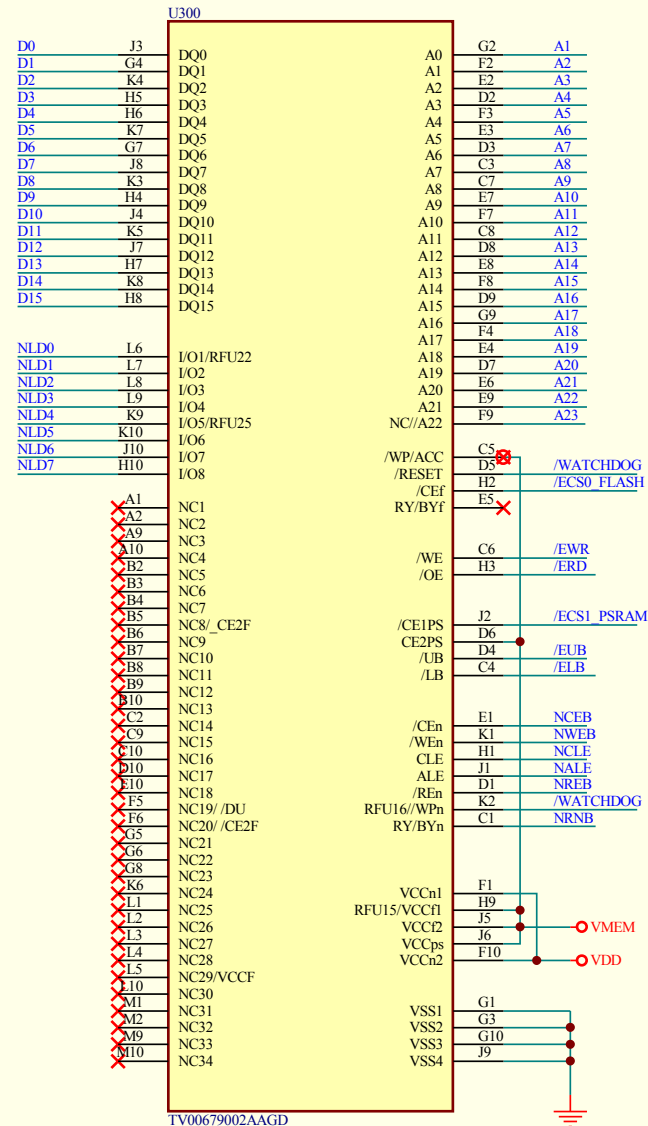 U300
D0 J3 DQ0 A0 G2 A1
D1 G4 DQ1 A1 F2 A2
D2 K4 DQ2 A2 E2 A3
D3 H5 DQ3 A3 D2 A4
D4 H6 DQ4 A4 F3 A5
D5 K7 DQ5 A5 E3 A6
D6 G7 DQ6 A6 D3 A7
D7 J8 DQ7 A7 C3 A8
D8 K3 DQ8 A8 C7 A9
D9 H4 DQ9 A9 E7 A10
D10 J4 DQ10 A10 F7 A11
D11 K5 DQ11 A11 C8 A12
D12 J7 DQ12 A12 D8 A13
D13 H7 DQ13 A13 E8 A14
D14 K8 DQ14 A14 F8 A15
D15 H8 DQ15 A15 D9 A16
A16 G9 A17
A17 F4 A18
NLD0 L6 I/O1/RFU22 A18 E4 A19
NLD1 L7 I/O2 A19 D7 A20
NLD2 L8 I/O3 A20 E6 A21
NLD3 L9 I/O4 A21 E9 A22
NLD4 K9 I/O5/RFU25 NC//A22 F9 A23
NLD5 K10 I/O6
NLD6 J10 I/O7 /WP/ACC C5
NLD7 H10 I/O8 /RESET D5 /WATCHDOG
/CEf H2 /ECS0_FLASH
A1 NC1 RY/BYf E5
A2 NC2
A9 NC3
A10 NC4 /WE C6 /EWR
B2 NC5 /OE H3 /ERD
B3 NC6
B4 NC7
B5 NC8/_CE2F /CE1PS J2 /ECS1_PSRAM
B6 NC9 CE2PS D6
B7 NC10 /UB D4 /EUB
B8 NC11 /LB C4 /ELB
B9 NC12
B10 NC13
C2 NC14 /CEn E1 NCEB
C9 NC15 /WEn K1 NWEB
C10 NC16 CLE H1 NCLE
D10 NC17 ALE J1 NALE
E10 NC18 /REn D1 NREB
F5 NC19/ /DU RFU16//WPn K2 /WATCHDOG
F6 NC20/ /CE2F RY/BYn C1 NRNB
G5 NC21
G6 NC22
G8 NC23
K6 NC24 VCCn1 F1
L1 NC25 RFU15/VCCf1 H9
L2 NC26 VCCf2 J5 VMEM
L3 NC27 VCCps J6
L4 NC28 VCCn2 F10 VDD
L5 NC29/VCCF
L10 NC30
M1 NC31 VSS1 G1
M2 NC32 VSS2 G3
M9 NC33 VSS3 G10
M10 NC34 VSS4 J9
TV00679002AAGD